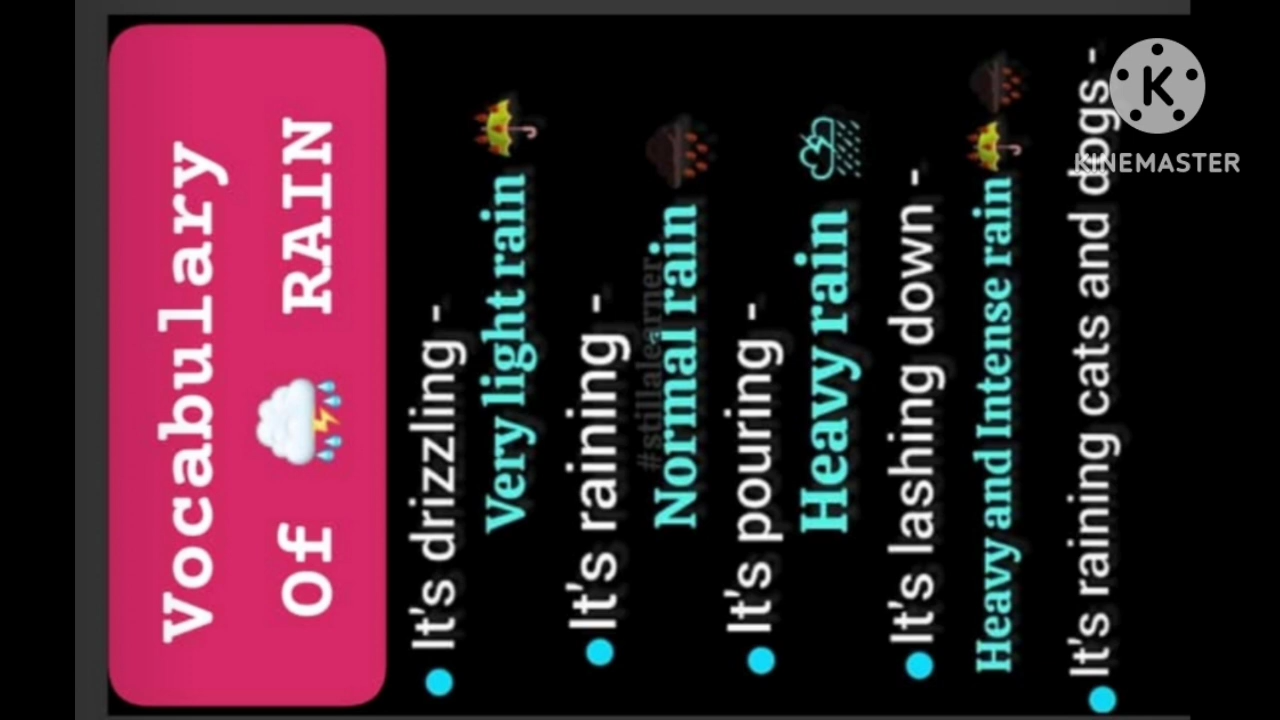 Vocabulary
Of 🌧 RAIN
It's drizzling -
Very light rain
It's raining -
#stillalearner
Normal rain
It's pouring -
Heavy rain
It's lashing down -
Heavy and Intense rain
It's raining cats and dogs -
K
KINEMASTER